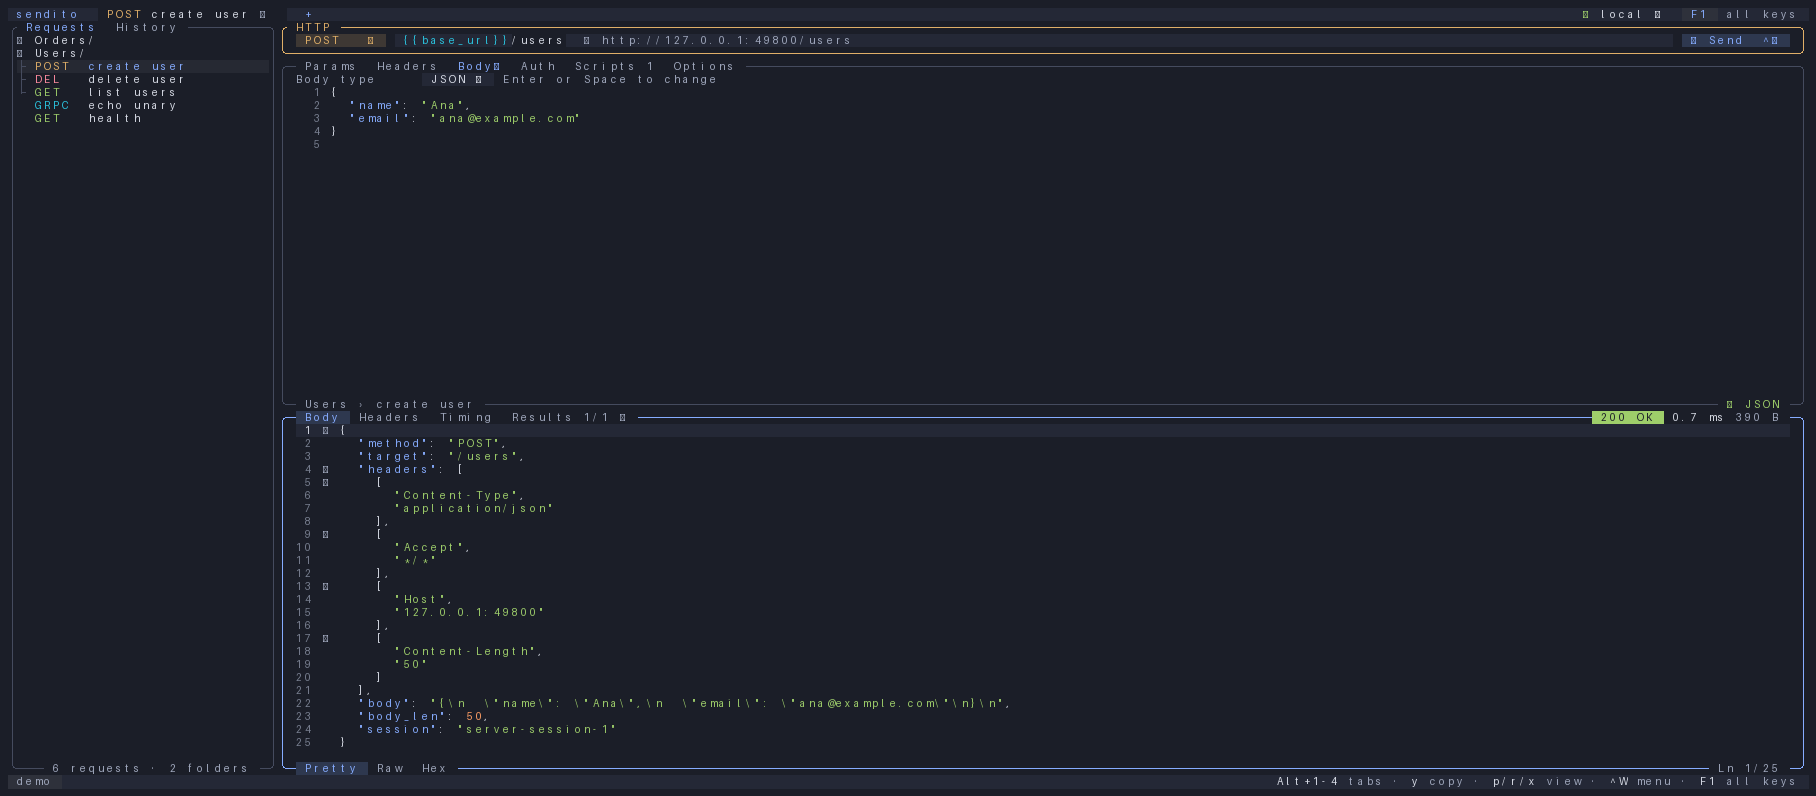 sendito POST create user + local F1 all keys
Requests History
HTTP
Orders/
POST {{base_url}}/users http://127.0.0.1:49800/users Send
Users/
POST create user
Params Headers Body Auth Scripts 1 Options
DEL delete user
Body type JSON Enter or Space to change
GET list users
1 {
GRPC echo unary
2 "name": "Ana",
GET health
3 "email": "ana@example.com"
4 }
5
Users › create user JSON
Body Headers Timing Results 1/1 200 OK 0.7 ms 390 B
1 {
2 "method": "POST",
3 "target": "/users",
4 "headers": [
5 [
6 "Content-Type",
7 "application/json"
8 ],
9 [
10 "Accept",
11 "*/*"
12 ],
13 [
14 "Host",
15 "127.0.0.1:49800"
16 ],
17 [
18 "Content-Length",
19 "50"
20 ]
21 ],
22 "body": "{\n  \"name\": \"Ana\",\n  \"email\": \"ana@example.com\"\n}\n",
23 "body_len": 50,
24 "session": "server-session-1"
25 }
6 requests · 2 folders
Pretty Raw Hex Ln 1/25
demo Alt+1-4 tabs · y copy · p/r/x view · ^W menu · F1 all keys